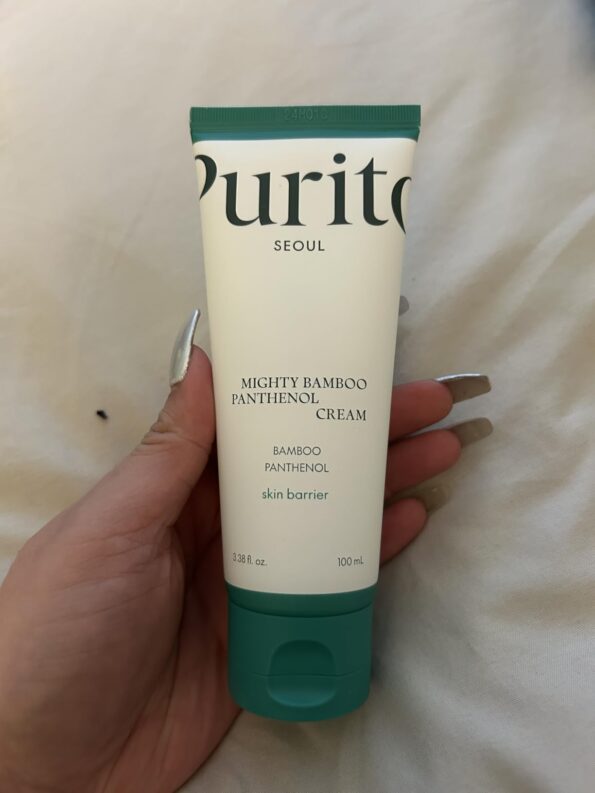 Purito
SEOUL
MIGHTY BAMBOO
PANTHENOL
CREAM
BAMBOO
PANTHENOL
skin barrier
3.38 fl. oz. 100 mL